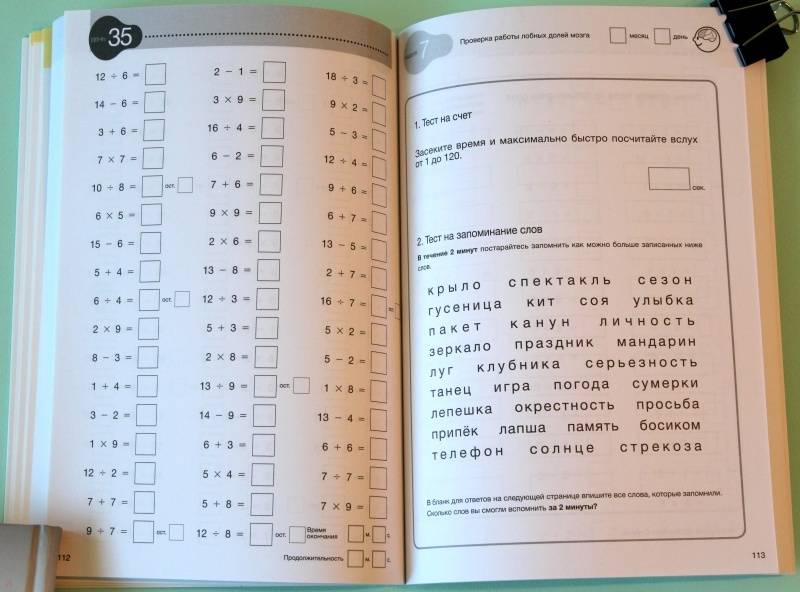 ДЕНЬ 35
12 ÷ 6 =
14 − 6 =
3 + 6 =
7 × 7 =
10 ÷ 8 = ост.
6 × 5 =
15 − 6 =
5 + 4 =
6 ÷ 4 = ост.
2 × 9 =
8 − 3 =
1 + 4 =
3 − 2 =
1 × 9 =
12 ÷ 2 =
7 + 7 =
9 ÷ 7 = ост.
2 − 1 =
3 × 9 =
16 ÷ 4 =
6 − 2 =
7 + 6 =
9 × 9 =
2 × 6 =
13 − 8 =
12 ÷ 3 =
5 + 3 =
2 × 8 =
13 ÷ 9 = ост.
14 − 9 =
6 + 3 =
5 × 4 =
5 + 8 =
12 ÷ 8 = ост.
18 ÷ 3 =
9 × 2 =
5 − 3 =
12 ÷ 4 =
9 + 6 =
6 + 7 =
13 − 5 =
2 + 7 =
16 ÷ 7 =
5 × 2 =
5 − 2 =
1 × 8 =
13 − 4 =
6 + 6 =
7 ÷ 7 =
7 × 9 =
Время
окончания м. с.
Продолжительность м. с.
112
7 Проверка работы лобных долей мозга месяц день
1. Тест на счет
Засеките время и максимально быстро посчитайте вслух
от 1 до 120.
сек.
2. Тест на запоминание слов
В течение 2 минут постарайтесь запомнить как можно больше записанных ниже
слов.
крыло спектакль сезон
гусеница кит соя улыбка
пакет канун личность
зеркало праздник мандарин
луг клубника серьезность
танец игра погода сумерки
лепешка окрестность просьба
припёк лапша память босиком
телефон солнце стрекоза
В бланк для ответов на следующей странице впишите все слова, которые запомнили.
Сколько слов вы смогли вспомнить за 2 минуты?
113